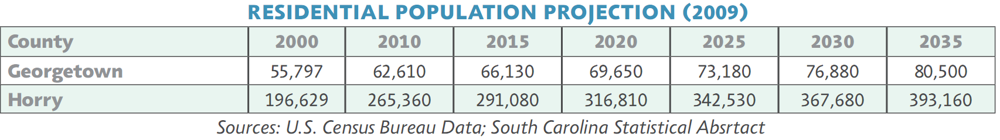 RESIDENTIAL POPULATION PROJECTION (2009)
County 2000 2010 2015 2020 2025 2030 2035
Georgetown 55,797 62,610 66,130 69,650 73,180 76,880 80,500
Horry 196,629 265,360 291,080 316,810 342,530 367,680 393,160
Sources: U.S. Census Bureau Data; South Carolina Statistical Absrtact